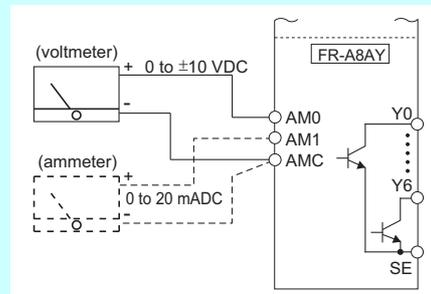 (voltmeter)
+ 0 to ±10 VDC
-
FR-A8AY
AM0
AM1
AMC
Y0
(ammeter)
+
0 to 20 mADC
-
Y6
SE